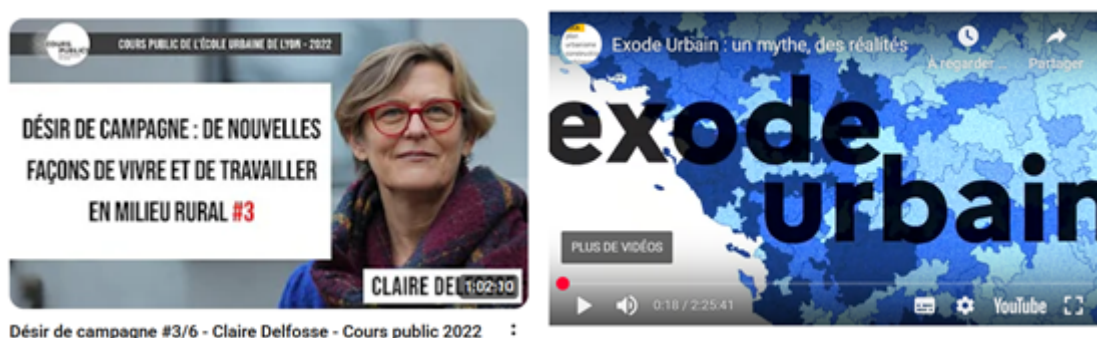 COURS PUBLICS
COURS PUBLIC DE L'ÉCOLE URBAINE DE LYON - 2022
DÉSIR DE CAMPAGNE : DE NOUVELLES
FAÇONS DE VIVRE ET DE TRAVAILLER
EN MILIEU RURAL #3
CLAIRE
1:02:10
Désir de campagne #3/6 - Claire Delfosse - Cours public 2022
Exode Urbain : un mythe, des réalités
À regarder ...
Partager
exode
urbain
PLUS DE VIDÉOS
0:18 / 2:25:41
YouTube